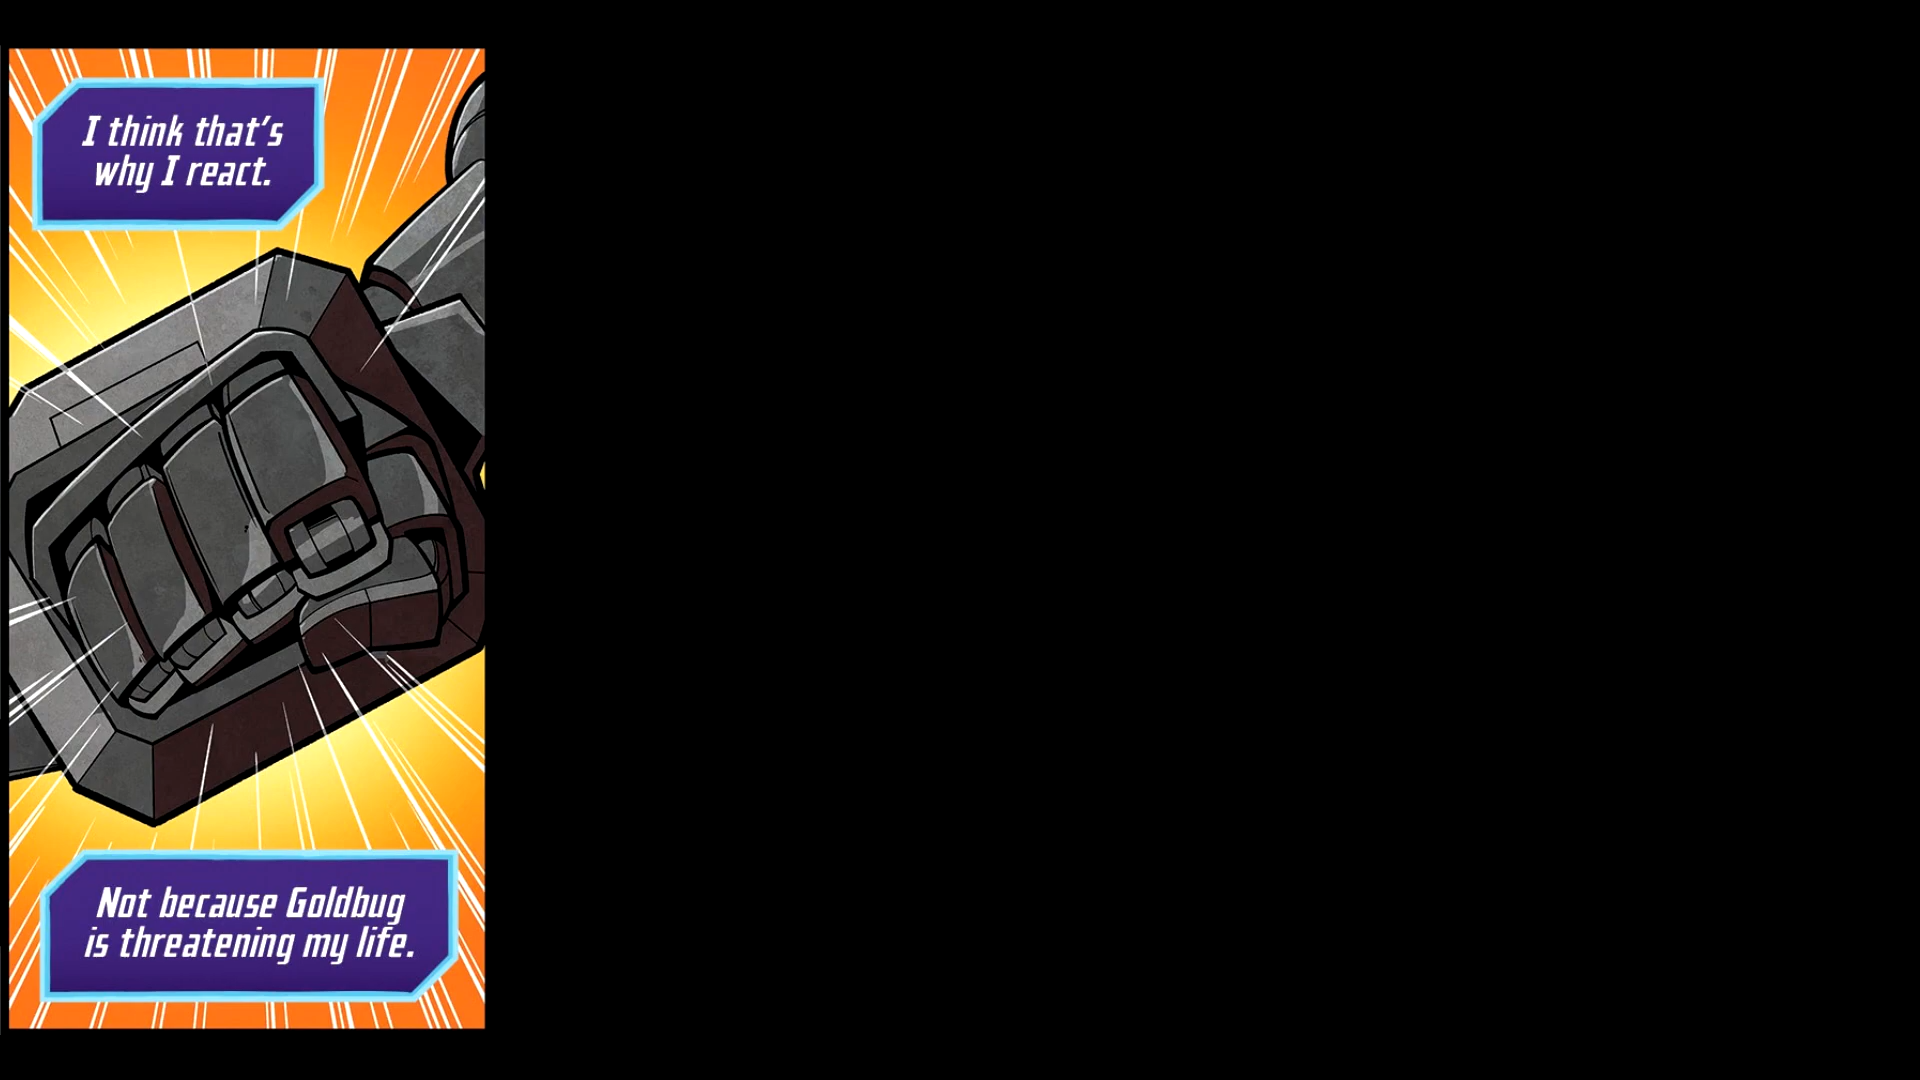 I think that's
why I react.
Not because Goldbug
is threatening my life.